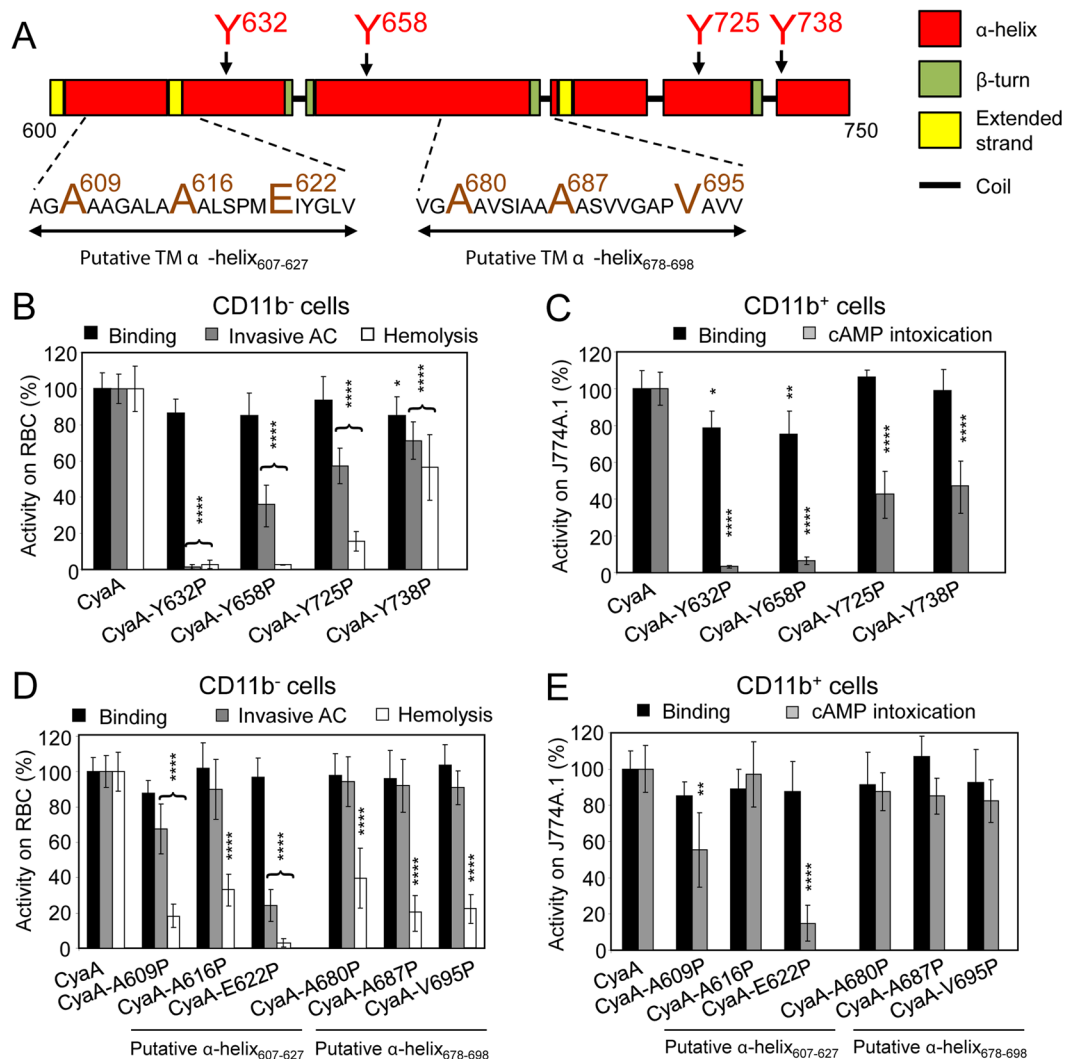 A
Y632
Y658
Y725
Y738
α-helix
β-turn
Extended
strand
Coil
600
750
AGA609AAGALAA616ALSPME622IYGLV
VGA680AVSIAAA687ASVVGAPV695AVV
Putative TM α -helix607-627
Putative TM α -helix678-698
B
CD11b- cells
Binding
Invasive AC
Hemolysis
Activity on RBC (%)
120
100
80
60
40
20
0
****
****
****
*
****
CyaA
CyaA-Y632P
CyaA-Y658P
CyaA-Y725P
CyaA-Y738P
C
CD11b+ cells
Binding
cAMP intoxication
Activity on J774A.1 (%)
120
100
80
60
40
20
0
*
****
**
****
****
****
CyaA
CyaA-Y632P
CyaA-Y658P
CyaA-Y725P
CyaA-Y738P
D
CD11b- cells
Binding
Invasive AC
Hemolysis
Activity on RBC (%)
120
100
80
60
40
20
0
****
****
****
****
****
****
CyaA
CyaA-A609P
CyaA-A616P
CyaA-E622P
CyaA-A680P
CyaA-A687P
CyaA-V695P
Putative α-helix607-627
Putative α-helix678-698
E
CD11b+ cells
Binding
cAMP intoxication
Activity on J774A.1 (%)
120
100
80
60
40
20
0
**
****
CyaA
CyaA-A609P
CyaA-A616P
CyaA-E622P
CyaA-A680P
CyaA-A687P
CyaA-V695P
Putative α-helix607-627
Putative α-helix678-698